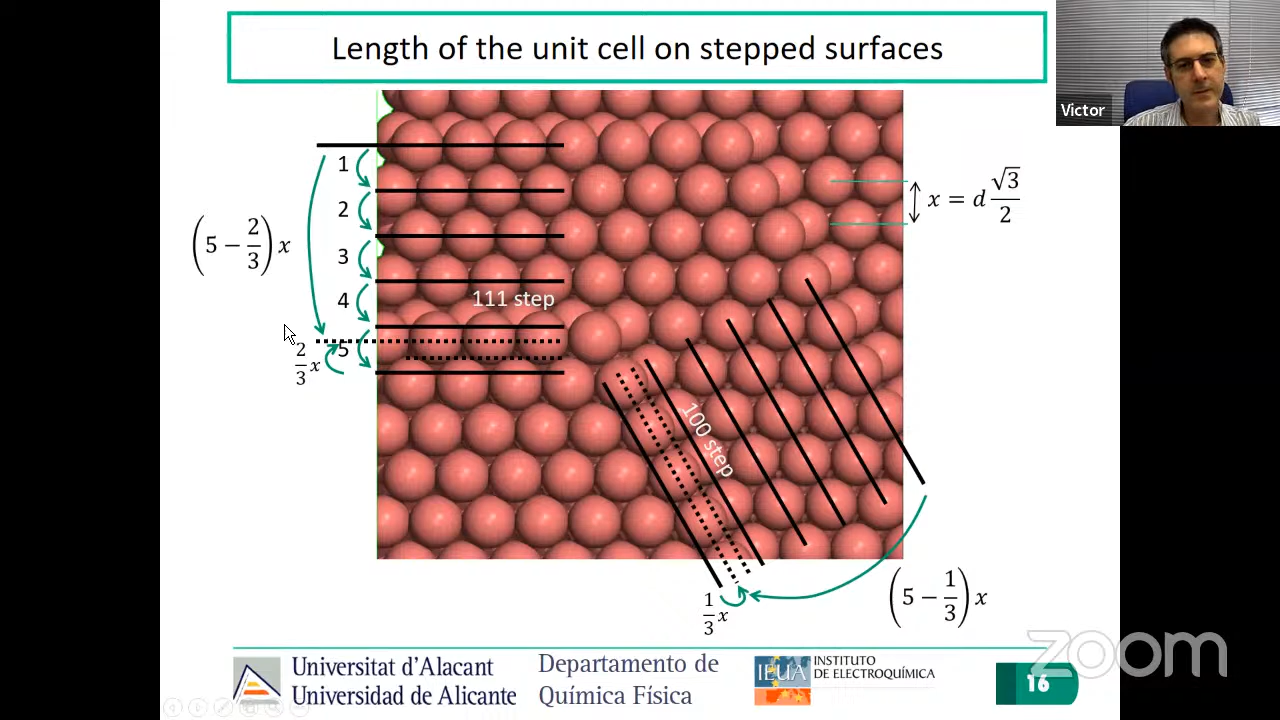 Length of the unit cell on stepped surfaces
Victor
1
2
3
4
5
(5 − 2/3) x
2/3 x
111 step
100 step
x = d √3/2
(5 − 1/3) x
1/3 x
Universitat d'Alacant
Universidad de Alicante
Departamento de
Química Física
IEUA
INSTITUTO
DE ELECTROQUÍMICA
16
zoom